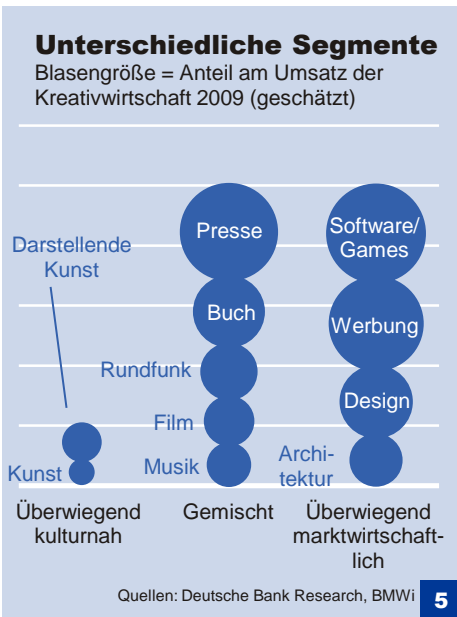 Unterschiedliche Segmente
Blasengröße = Anteil am Umsatz der
Kreativwirtschaft 2009 (geschätzt)
Darstellende
Kunst
Kunst
Presse
Buch
Rundfunk
Film
Musik
Software/
Games
Werbung
Design
Archi-
tektur
Überwiegend
kulturnah
Gemischt
Überwiegend
marktwirtschaft-
lich
Quellen: Deutsche Bank Research, BMWi
5